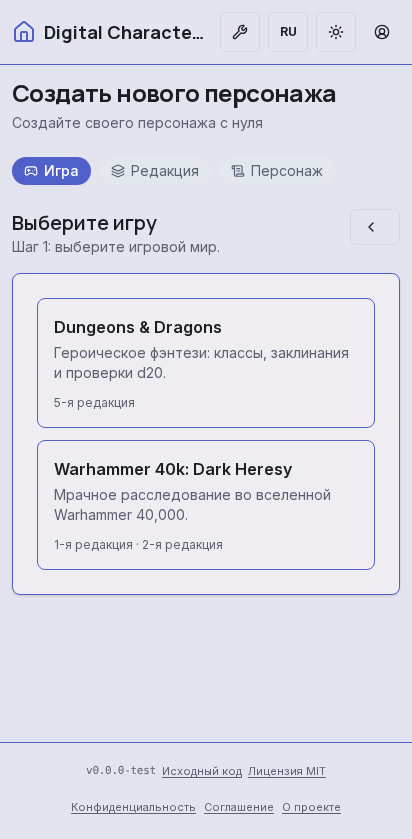 Digital Characte…
RU
Создать нового персонажа
Создайте своего персонажа с нуля
Игра
Редакция
Персонаж
Выберите игру
Шаг 1: выберите игровой мир.
Dungeons & Dragons
Героическое фэнтези: классы, заклинания
и проверки d20.
5-я редакция
Warhammer 40k: Dark Heresy
Мрачное расследование во вселенной
Warhammer 40,000.
1-я редакция · 2-я редакция
v0.0.0-test Исходный код Лицензия MIT
Конфиденциальность Соглашение О проекте